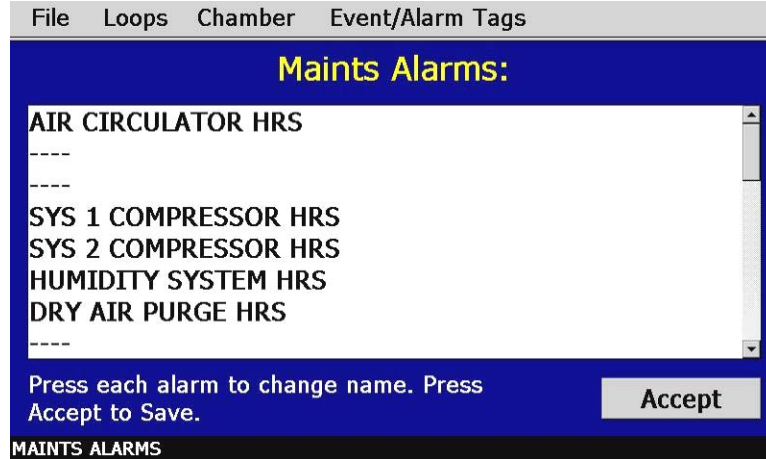 File Loops Chamber Event/Alarm Tags
Maints Alarms:
AIR CIRCULATOR HRS
----
----
SYS 1 COMPRESSOR HRS
SYS 2 COMPRESSOR HRS
HUMIDITY SYSTEM HRS
DRY AIR PURGE HRS
----
Press each alarm to change name. Press
Accept to Save.
Accept
MAINTS ALARMS